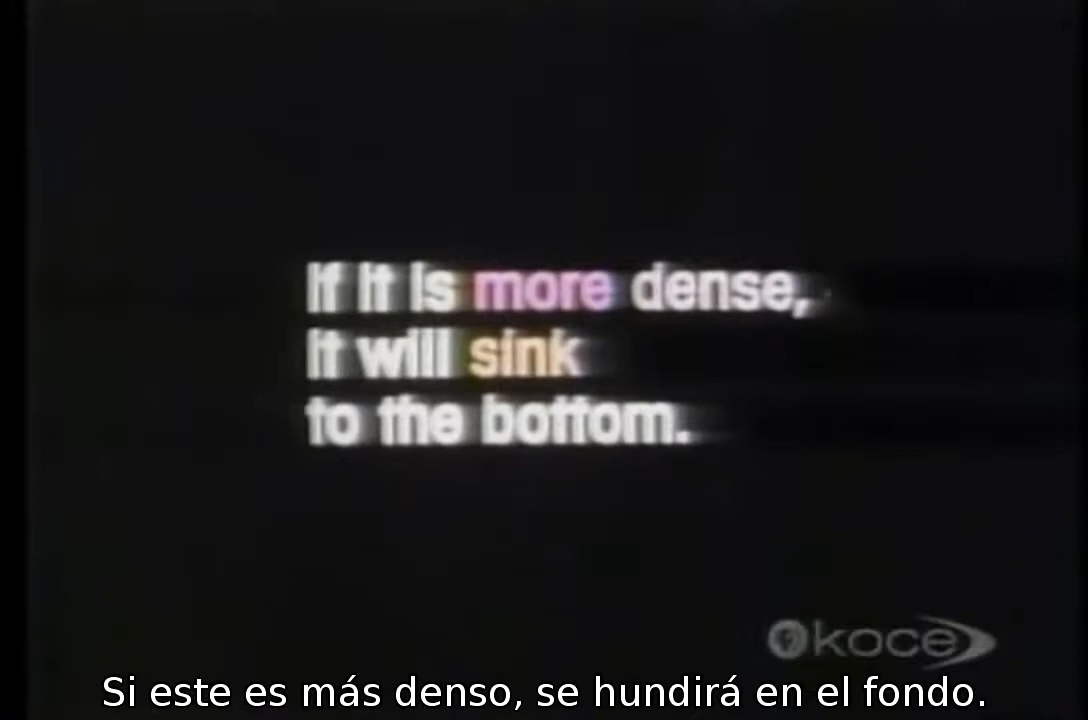 If it is more dense,
it will sink
to the bottom.
koce
Si este es más denso, se hundirá en el fondo.